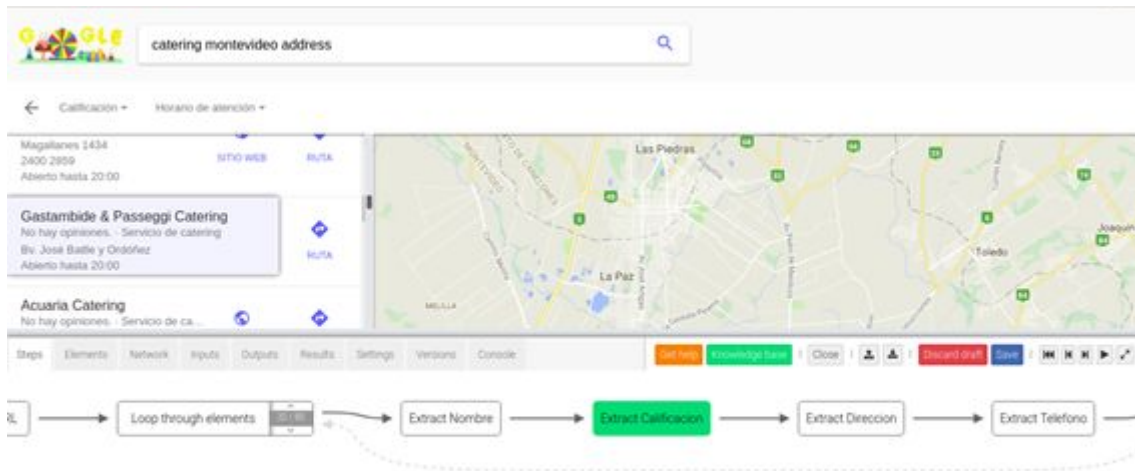 GOOGLE
catering montevideo address
Calificación
Horario de atención
Magallanes 1434
2400 2859
Abierto hasta 20:00
SITIO WEB
RUTA
Gastambide & Passeggi Catering
No hay opiniones. · Servicio de catering
Bv. José Batlle y Ordóñez
Abierto hasta 20:00
RUTA
Acuaria Catering
No hay opiniones. · Servicio de ca...
Las Piedras
La Paz
MELILLA
Toledo
Joaquín
Steps Elements Network Inputs Outputs Results Settings Versions Console
Get help Knowledge base Close Discard draft Save
RL
Loop through elements
Extract Nombre
Extract Calificacion
Extract Direccion
Extract Telefono